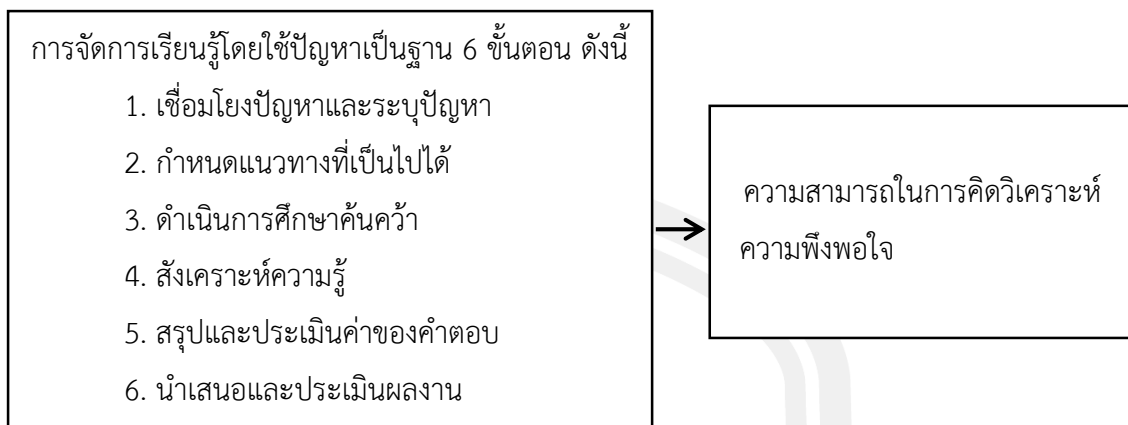 การจัดการเรียนรู้โดยใช้ปัญหาเป็นฐาน 6 ขั้นตอน ดังนี้
1. เชื่อมโยงปัญหาและระบุปัญหา
2. กำหนดแนวทางที่เป็นไปได้
3. ดำเนินการศึกษาค้นคว้า
4. สังเคราะห์ความรู้
5. สรุปและประเมินค่าของคำตอบ
6. นำเสนอและประเมินผลงาน
ความสามารถในการคิดวิเคราะห์
ความพึงพอใจ